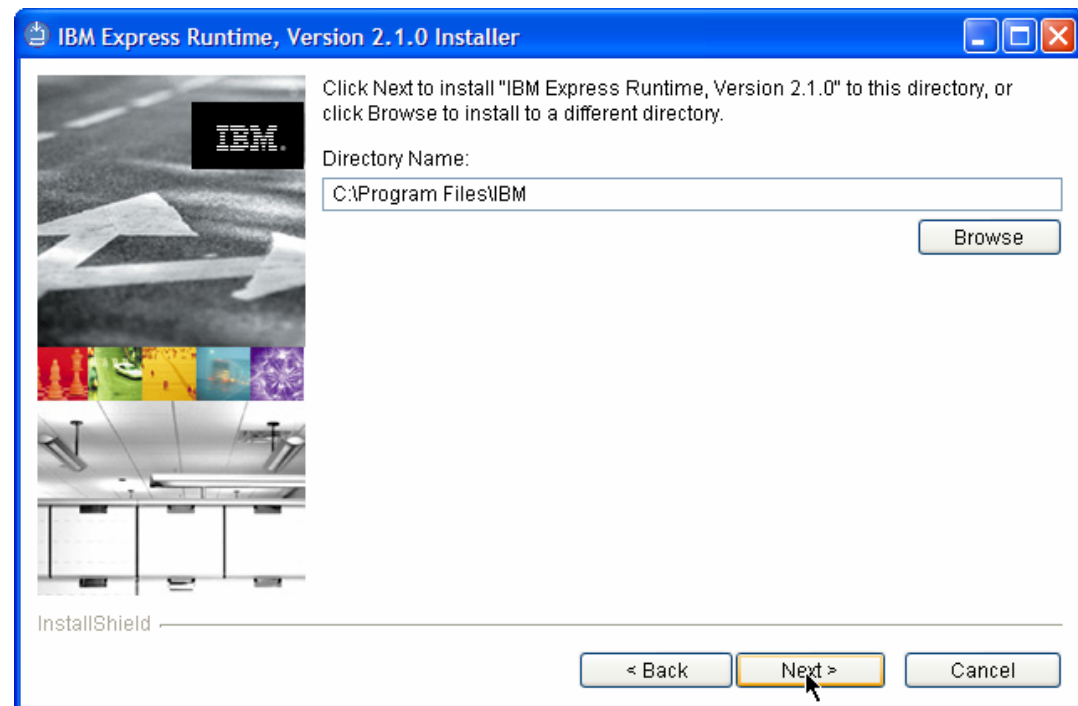 IBM Express Runtime, Version 2.1.0 Installer
IBM.
Click Next to install "IBM Express Runtime, Version 2.1.0" to this directory, or
click Browse to install to a different directory.
Directory Name:
C:\Program Files\IBM
Browse
InstallShield
< Back
Next >
Cancel